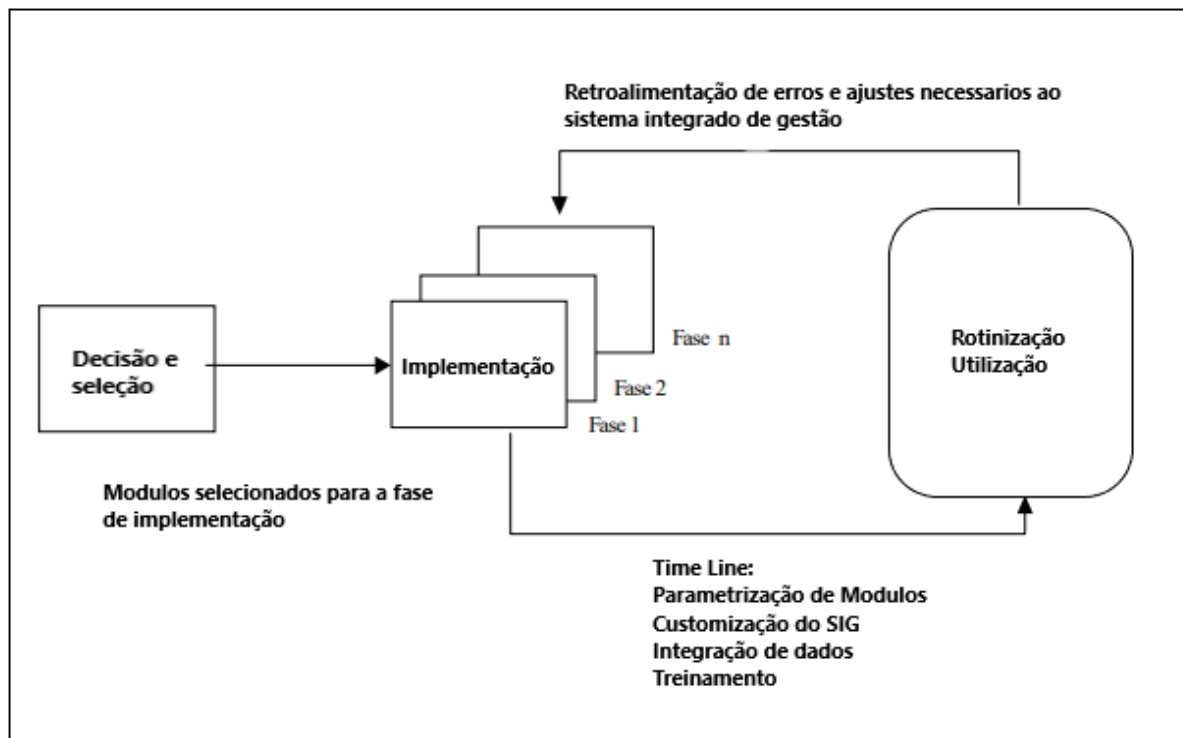 Retroalimentação de erros e ajustes necessarios ao
sistema integrado de gestão
Decisão e
seleção
Implementação
Fase n
Fase 2
Fase 1
Rotinização
Utilização
Modulos selecionados para a fase
de implementação
Time Line:
Parametrização de Modulos
Customização do SIG
Integração de dados
Treinamento